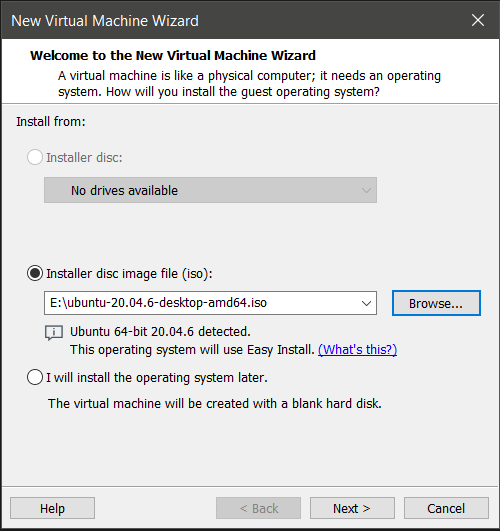 New Virtual Machine Wizard
Welcome to the New Virtual Machine Wizard
A virtual machine is like a physical computer; it needs an operating
system. How will you install the guest operating system?
Install from:
Installer disc:
No drives available
Installer disc image file (iso):
E:\ubuntu-20.04.6-desktop-amd64.iso
Browse...
Ubuntu 64-bit 20.04.6 detected.
This operating system will use Easy Install. (What's this?)
I will install the operating system later.
The virtual machine will be created with a blank hard disk.
Help
< Back
Next >
Cancel